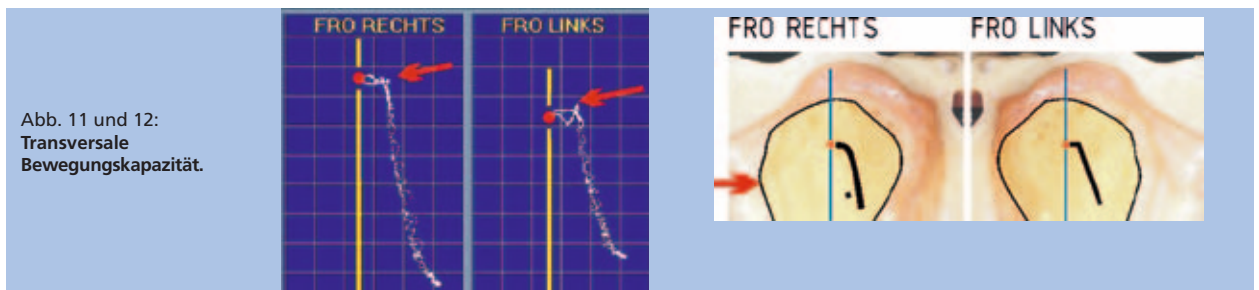 Abb. 11 und 12:
Transversale
Bewegungskapazität.
FRO RECHTS
FRO LINKS
FRO RECHTS
FRO LINKS